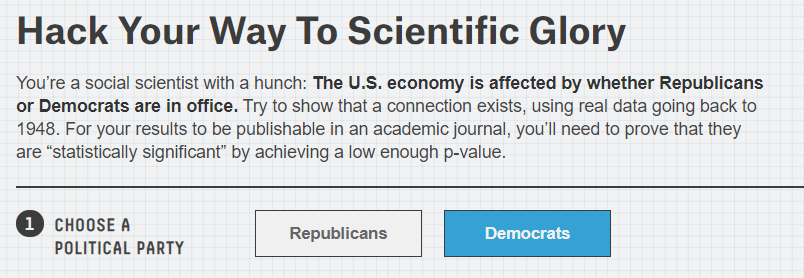 Hack Your Way To Scientific Glory
You’re a social scientist with a hunch: The U.S. economy is affected by whether Republicans
or Democrats are in office. Try to show that a connection exists, using real data going back to
1948. For your results to be publishable in an academic journal, you’ll need to prove that they
are “statistically significant” by achieving a low enough p-value.
1 CHOOSE A
POLITICAL PARTY
Republicans
Democrats